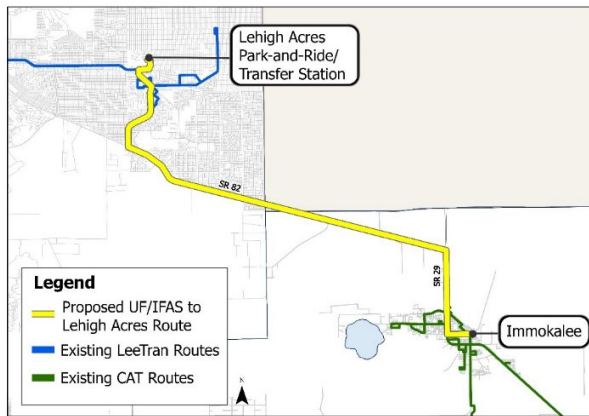 Lehigh Acres
Park-and-Ride/
Transfer Station
SR 82
SR 29
Immokalee
Legend
Proposed UF/IFAS to
Lehigh Acres Route
Existing LeeTran Routes
Existing CAT Routes